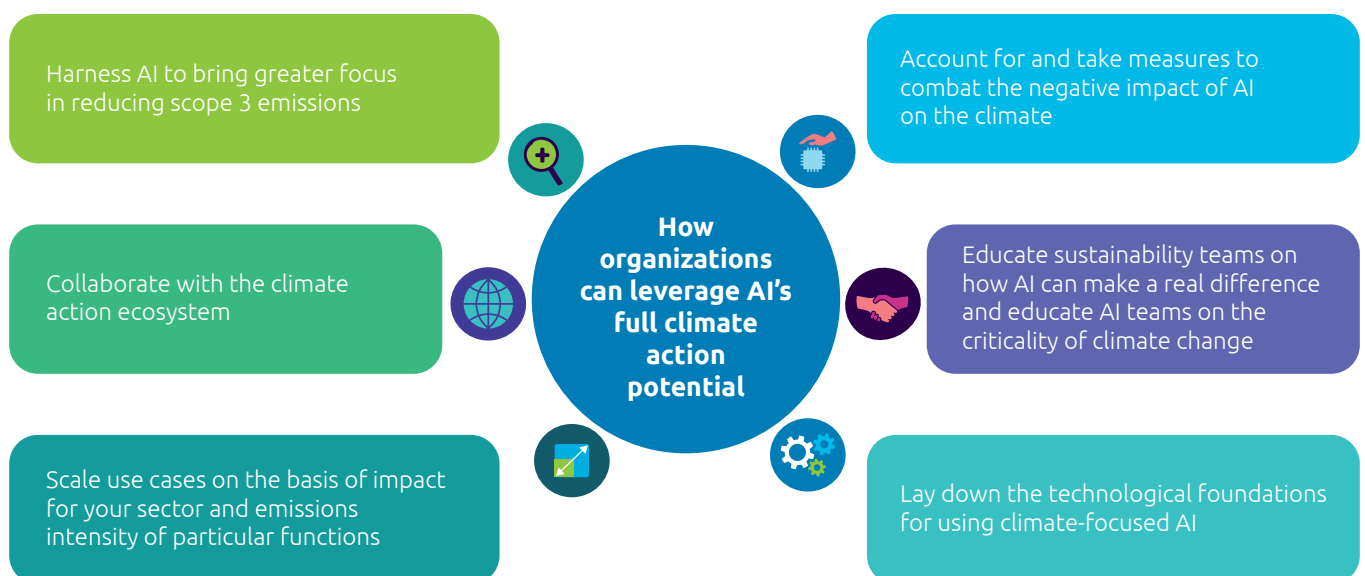 Harness AI to bring greater focus
in reducing scope 3 emissions
Account for and take measures to
combat the negative impact of AI
on the climate
How
organizations
can leverage AI’s
full climate
action
potential
Collaborate with the climate
action ecosystem
Educate sustainability teams on
how AI can make a real difference
and educate AI teams on the
criticality of climate change
Scale use cases on the basis of impact
for your sector and emissions
intensity of particular functions
Lay down the technological foundations
for using climate-focused AI